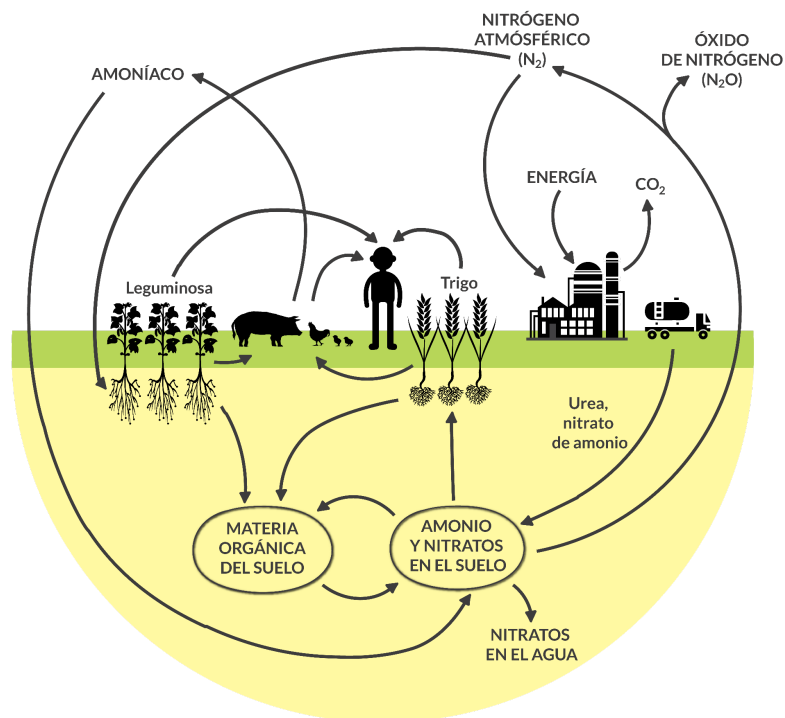 NITRÓGENO
ATMÓSFÉRICO
(N₂)
ÓXIDO
DE NITRÓGENO
(N₂O)
AMONÍACO
ENERGÍA
CO₂
Leguminosa
Trigo
Urea,
nitrato
de amonio
MATERIA
ORGÁNICA
DEL SUELO
AMONIO
Y NITRATOS
EN EL SUELO
NITRATOS
EN EL AGUA